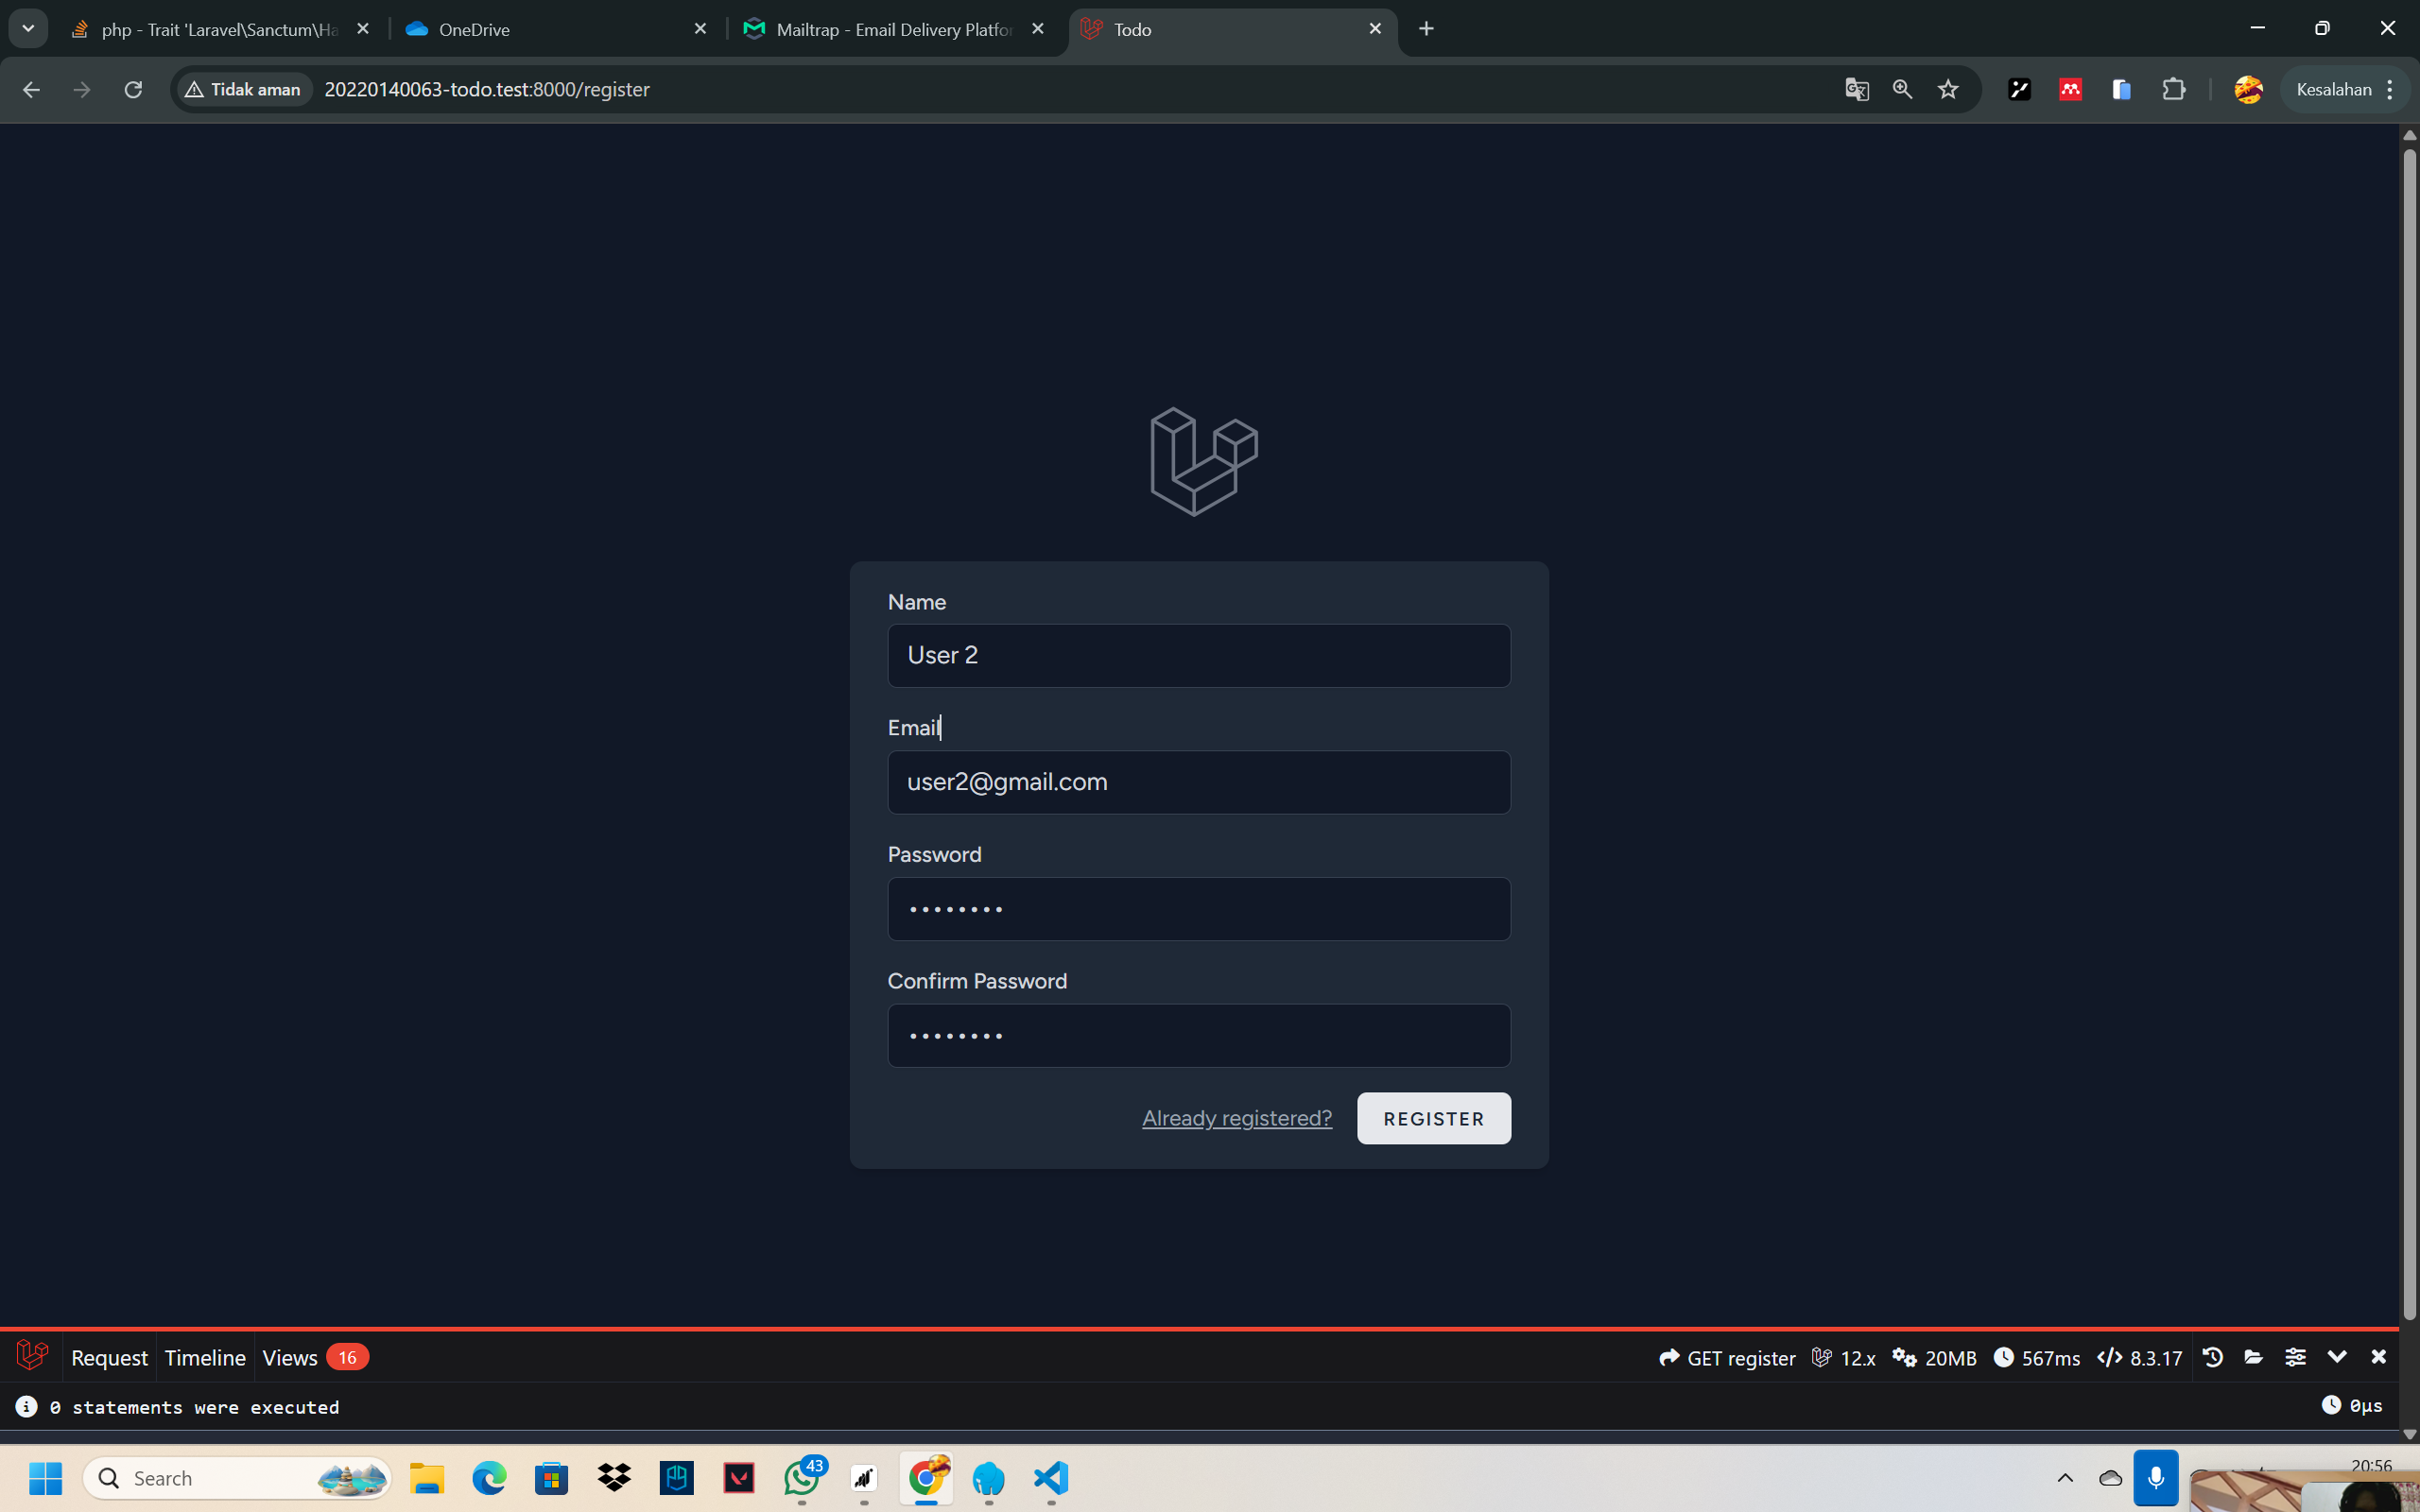 php - Trait 'Laravel\Sanctum\Ha
OneDrive
Mailtrap - Email Delivery Platfor
Todo
Tidak aman
20220140063-todo.test:8000/register
Kesalahan
Name
User 2
Email
user2@gmail.com
Password
••••••••
Confirm Password
••••••••
Already registered?
REGISTER
Request Timeline Views 16
GET register 12.x 20MB 567ms 8.3.17
0 statements were executed
0μs
Search
43
20:56